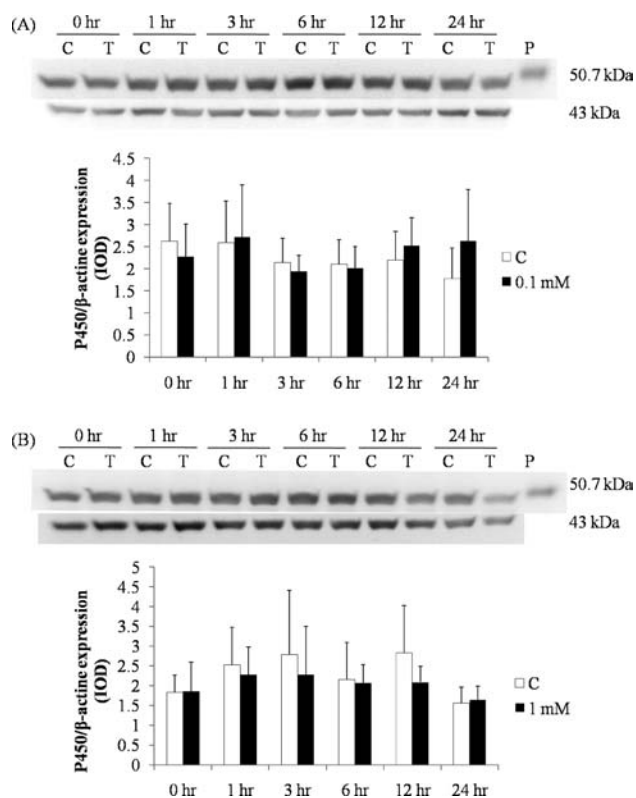 (A)
0 hr 1 hr 3 hr 6 hr 12 hr 24 hr
C T C T C T C T C T C T P
50.7 kDa
43 kDa
P450/β-actine expression
(IOD)
4.5
4
3.5
3
2.5
2
1.5
1
0.5
0
0 hr 1 hr 3 hr 6 hr 12 hr 24 hr
C
0.1 mM
(B)
0 hr 1 hr 3 hr 6 hr 12 hr 24 hr
C T C T C T C T C T C T P
50.7 kDa
43 kDa
P450/β-actine expression
(IOD)
5
4.5
4
3.5
3
2.5
2
1.5
1
0.5
0
0 hr 1 hr 3 hr 6 hr 12 hr 24 hr
C
1 mM